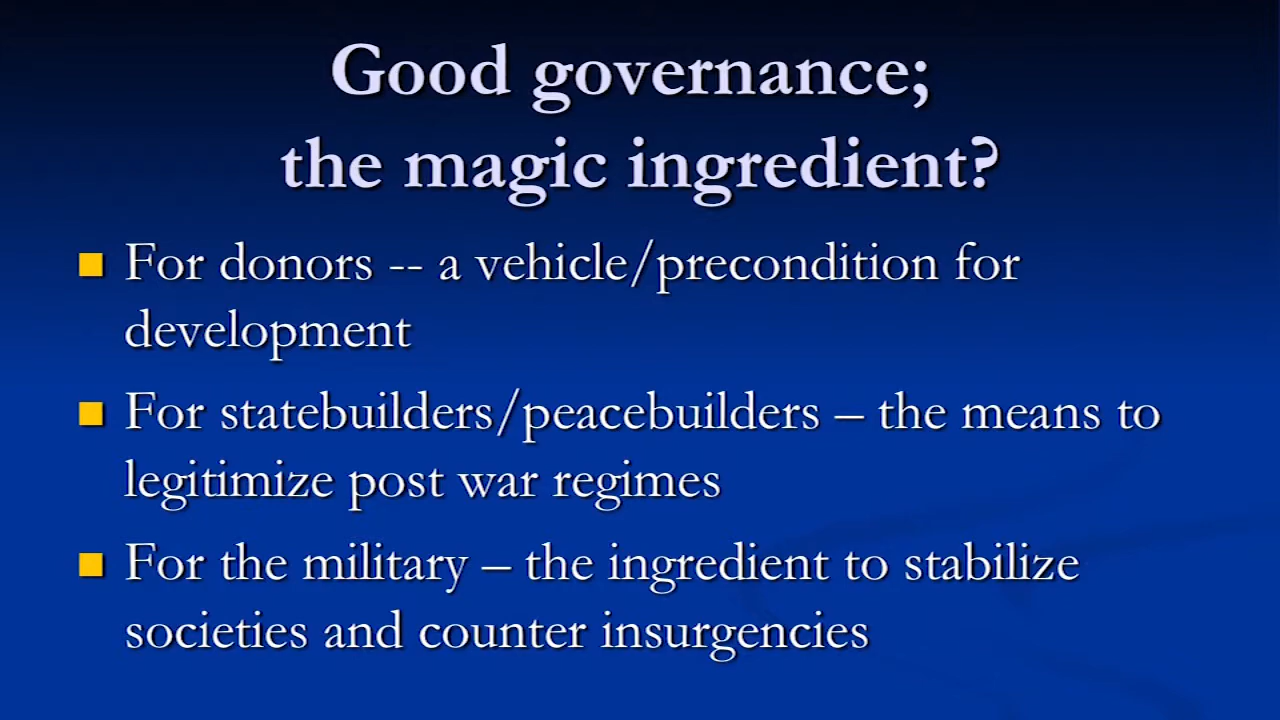 Good governance;
the magic ingredient?
For donors -- a vehicle/precondition for
development
For statebuilders/peacebuilders – the means to
legitimize post war regimes
For the military – the ingredient to stabilize
societies and counter insurgencies